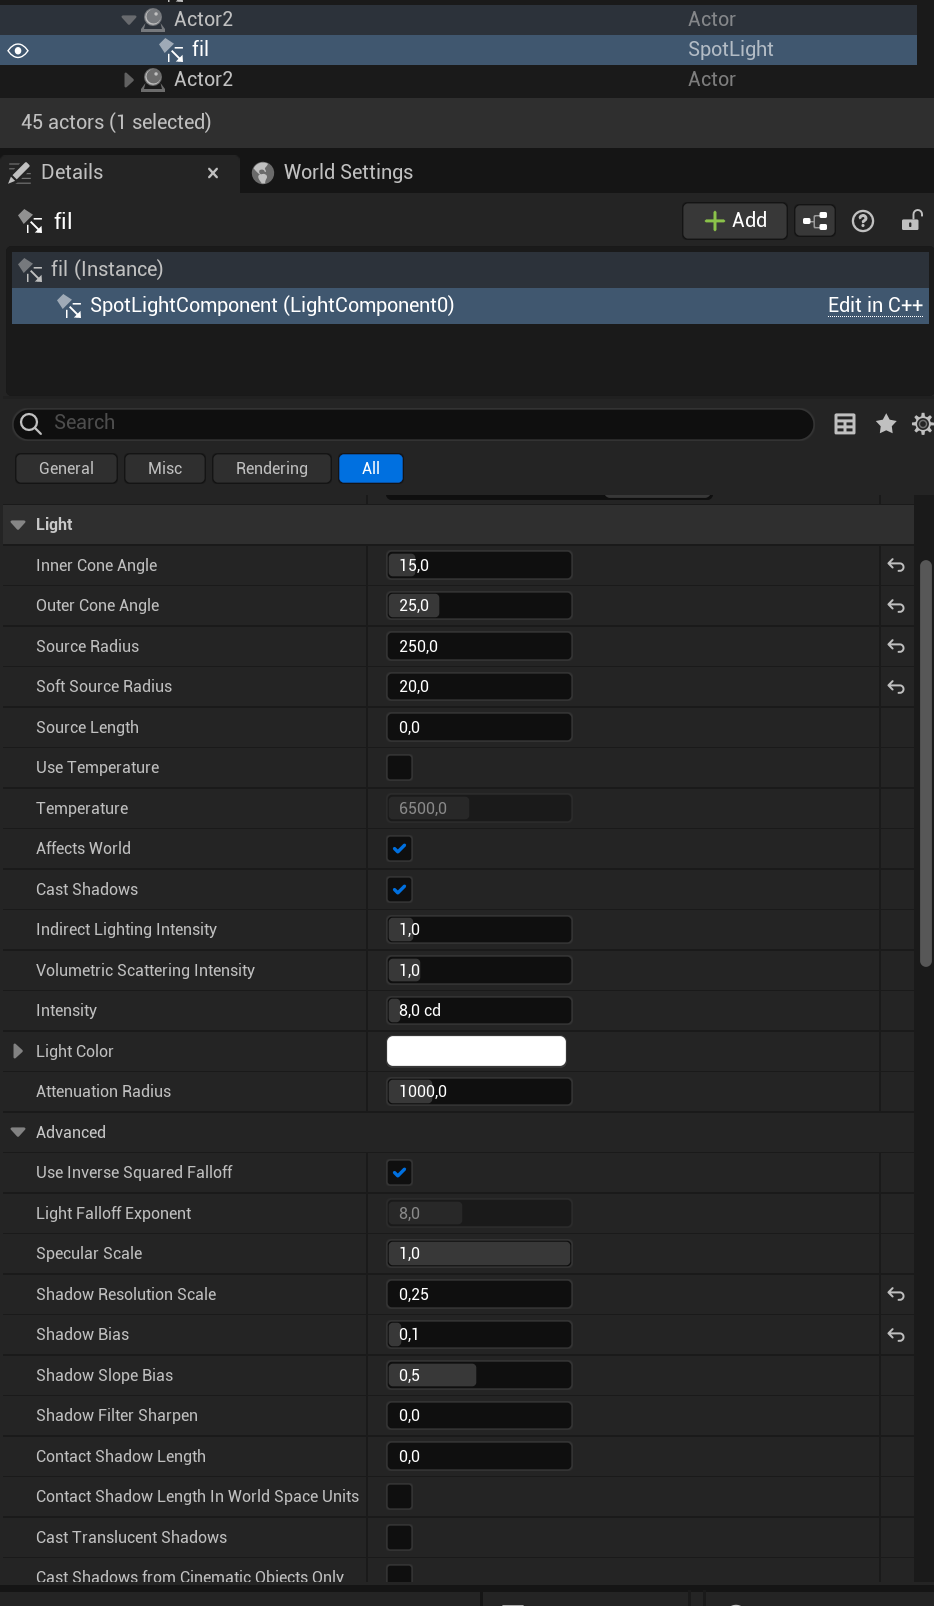 Actor2 Actor
fil SpotLight
Actor2 Actor
45 actors (1 selected)
Details World Settings
fil Add
fil (Instance)
SpotLightComponent (LightComponent0) Edit in C++
Search
General Misc Rendering All
Light
Inner Cone Angle 15,0
Outer Cone Angle 25,0
Source Radius 250,0
Soft Source Radius 20,0
Source Length 0,0
Use Temperature
Temperature 6500,0
Affects World
Cast Shadows
Indirect Lighting Intensity 1,0
Volumetric Scattering Intensity 1,0
Intensity 8,0 cd
Light Color
Attenuation Radius 1000,0
Advanced
Use Inverse Squared Falloff
Light Falloff Exponent 8,0
Specular Scale 1,0
Shadow Resolution Scale 0,25
Shadow Bias 0,1
Shadow Slope Bias 0,5
Shadow Filter Sharpen 0,0
Contact Shadow Length 0,0
Contact Shadow Length In World Space Units
Cast Translucent Shadows
Cast Shadows from Cinematic Objects Only